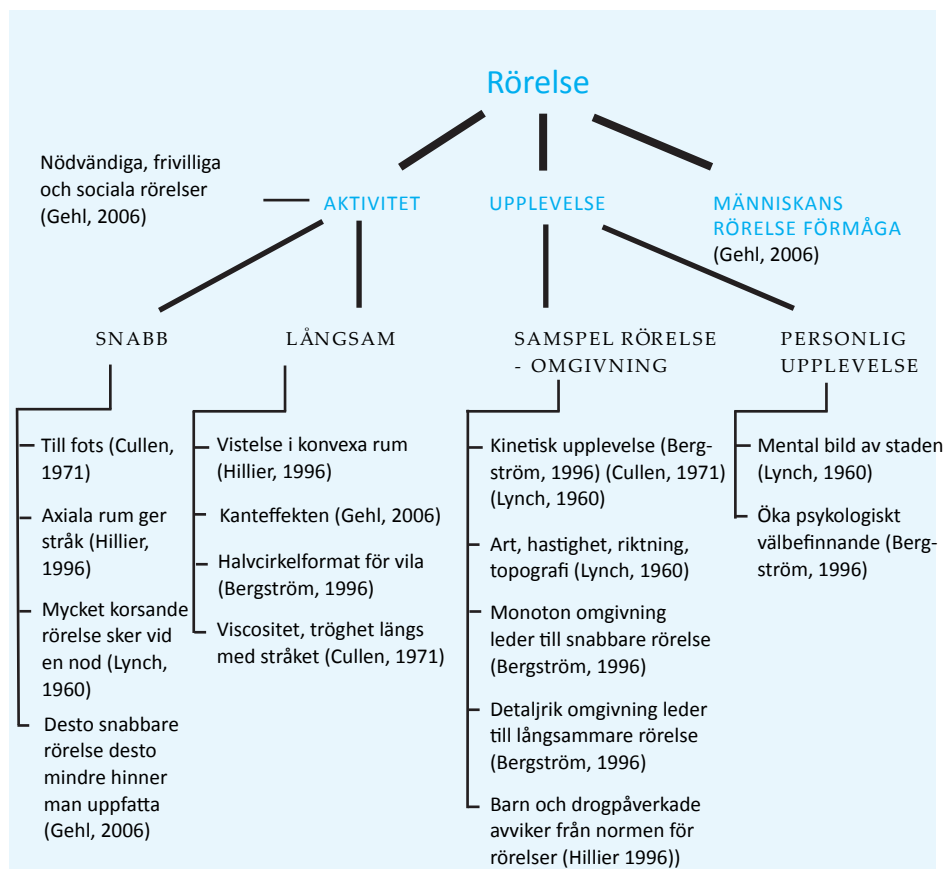 Rörelse
Nödvändiga, frivilliga
och sociala rörelser
(Gehl, 2006)
AKTIVITET
UPPLEVELSE
MÄNNISKANS
RÖRELSE FÖRMÅGA
(Gehl, 2006)
SNABB
Till fots (Cullen,
1971)
Axiala rum ger
stråk (Hillier,
1996)
Mycket korsande
rörelse sker vid
en nod (Lynch,
1960)
Desto snabbare
rörelse desto
mindre hinner
man uppfatta
(Gehl, 2006)
LÅNGSAM
Vistelse i konvexa rum
(Hillier, 1996)
Kanteffekten (Gehl, 2006)
Halvcirkelformat för vila
(Bergström, 1996)
Viscositet, tröghet längs
med stråket (Cullen, 1971)
SAMSPEL RÖRELSE
- OMGIVNING
Kinetisk upplevelse (Berg-
ström, 1996) (Cullen, 1971)
(Lynch, 1960)
Art, hastighet, riktning,
topografi (Lynch, 1960)
Monoton omgivning
leder till snabbare rörelse
(Bergström, 1996)
Detaljrik omgivning leder
till långsammare rörelse
(Bergström, 1996)
Barn och drogpåverkade
avviker från normen för
rörelser (Hillier 1996))
PERSONLIG
UPPLEVELSE
Mental bild av staden
(Lynch, 1960)
Öka psykologiskt
välbefinnande (Berg-
ström, 1996)